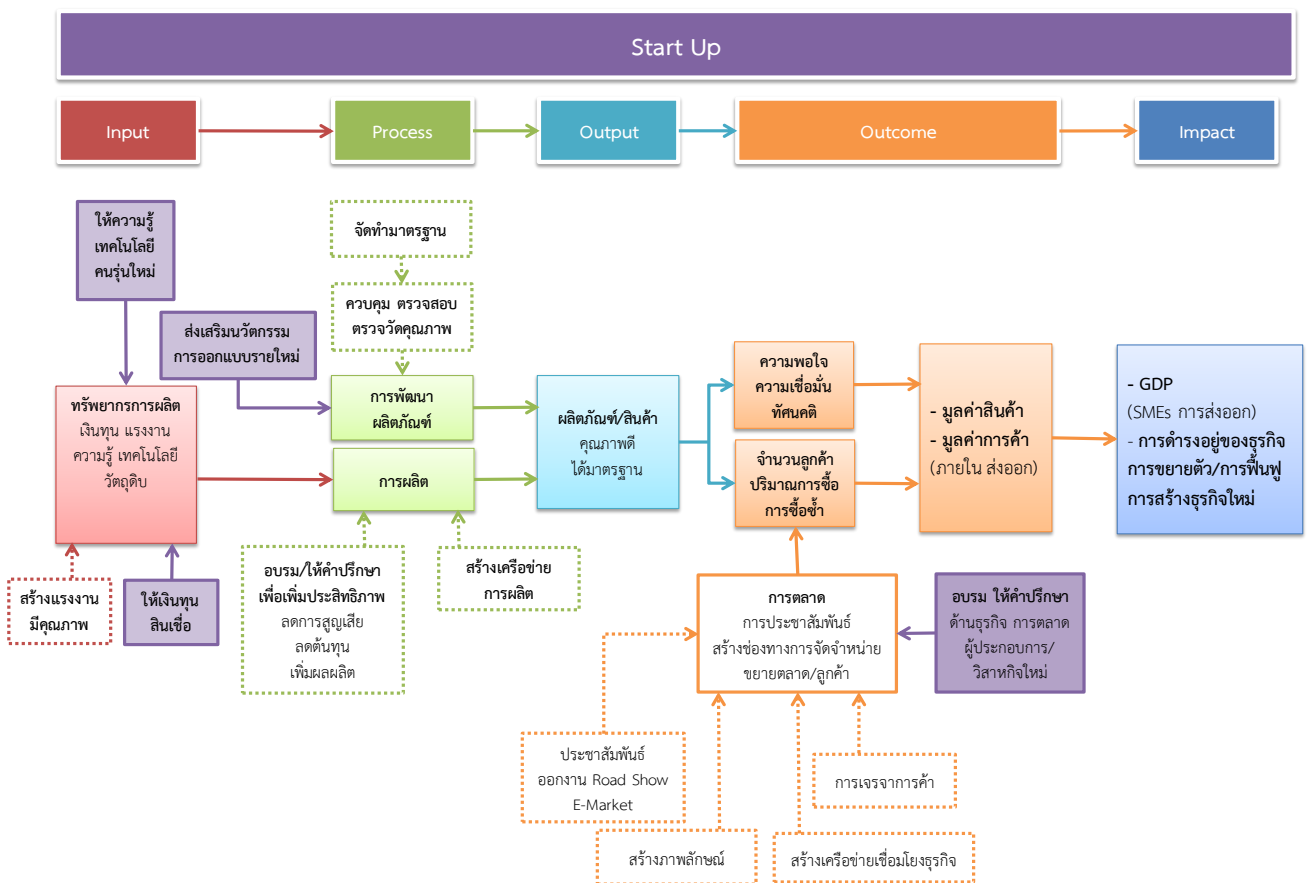 Start Up
Input
Process
Output
Outcome
Impact
ให้ความรู้
เทคโนโลยี
คนรุ่นใหม่
จัดทำมาตรฐาน
ควบคุม ตรวจสอบ
ตรวจวัดคุณภาพ
ส่งเสริมนวัตกรรม
การออกแบบรายใหม่
ทรัพยากรการผลิต
เงินทุน แรงงาน
ความรู้ เทคโนโลยี
วัตถุดิบ
การพัฒนา
ผลิตภัณฑ์
การผลิต
ผลิตภัณฑ์/สินค้า
คุณภาพดี
ได้มาตรฐาน
ความพอใจ
ความเชื่อมั่น
ทัศนคติ
จำนวนลูกค้า
ปริมาณการซื้อ
การซื้อซ้ำ
- มูลค่าสินค้า
- มูลค่าการค้า
(ภายใน ส่งออก)
- GDP
(SMEs การส่งออก)
- การดำรงอยู่ของธุรกิจ
การขยายตัว/การฟื้นฟู
การสร้างธุรกิจใหม่
สร้างแรงงาน
มีคุณภาพ
ให้เงินทุน
สินเชื่อ
อบรม/ให้คำปรึกษา
เพื่อเพิ่มประสิทธิภาพ
ลดการสูญเสีย
ลดต้นทุน
เพิ่มผลผลิต
สร้างเครือข่าย
การผลิต
การตลาด
การประชาสัมพันธ์
สร้างช่องทางการจัดจำหน่าย
ขยายตลาด/ลูกค้า
อบรม ให้คำปรึกษา
ด้านธุรกิจ การตลาด
ผู้ประกอบการ/
วิสาหกิจใหม่
ประชาสัมพันธ์
ออกงาน Road Show
E-Market
การเจรจาการค้า
สร้างภาพลักษณ์
สร้างเครือข่ายเชื่อมโยงธุรกิจ